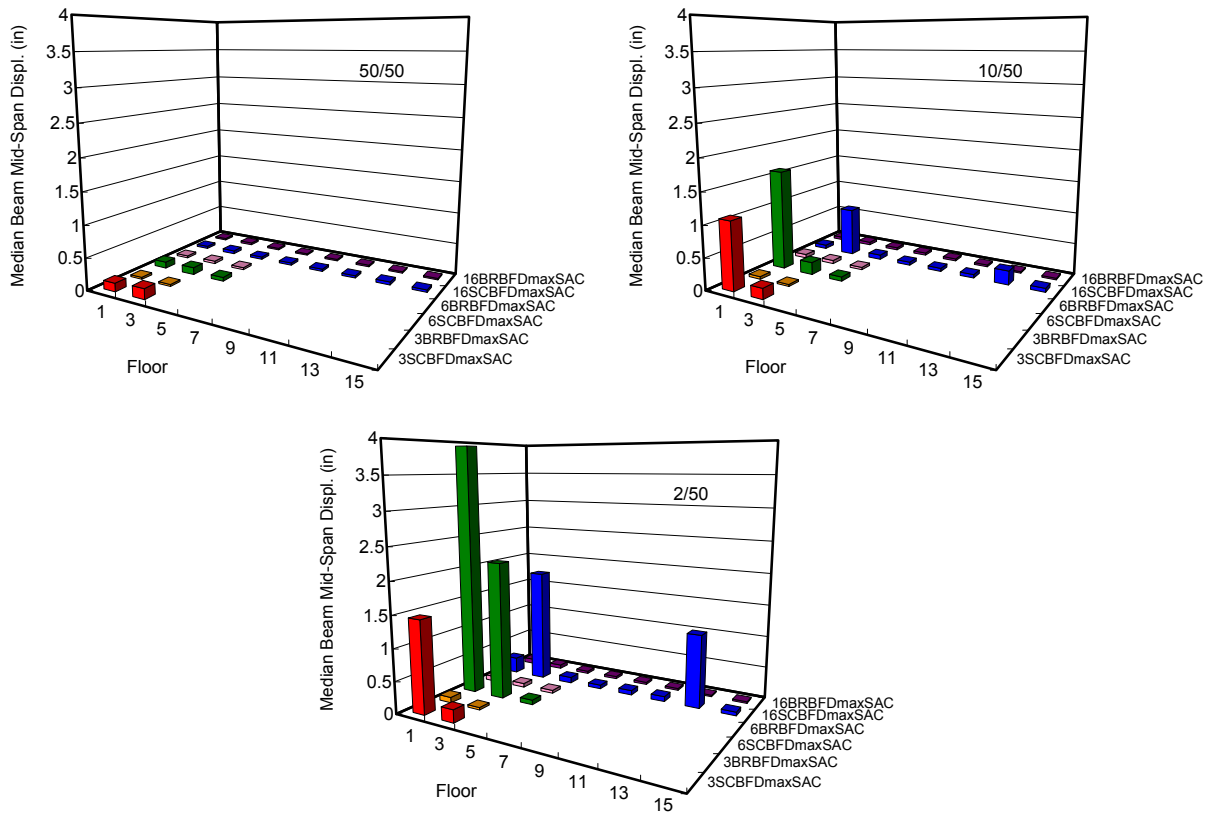 Median Beam Mid-Span Displ. (in)
4
3.5
3
2.5
2
1.5
1
0.5
0
50/50
1
3
5
7
9
11
13
15
Floor
16BRBFDmaxSAC
16SCBFDmaxSAC
6BRBFDmaxSAC
6SCBFDmaxSAC
3BRBFDmaxSAC
3SCBFDmaxSAC
Median Beam Mid-Span Displ. (in)
4
3.5
3
2.5
2
1.5
1
0.5
0
10/50
1
3
5
7
9
11
13
15
Floor
16BRBFDmaxSAC
16SCBFDmaxSAC
6BRBFDmaxSAC
6SCBFDmaxSAC
3BRBFDmaxSAC
3SCBFDmaxSAC
Median Beam Mid-Span Displ. (in)
4
3.5
3
2.5
2
1.5
1
0.5
0
2/50
1
3
5
7
9
11
13
15
Floor
16BRBFDmaxSAC
16SCBFDmaxSAC
6BRBFDmaxSAC
6SCBFDmaxSAC
3BRBFDmaxSAC
3SCBFDmaxSAC